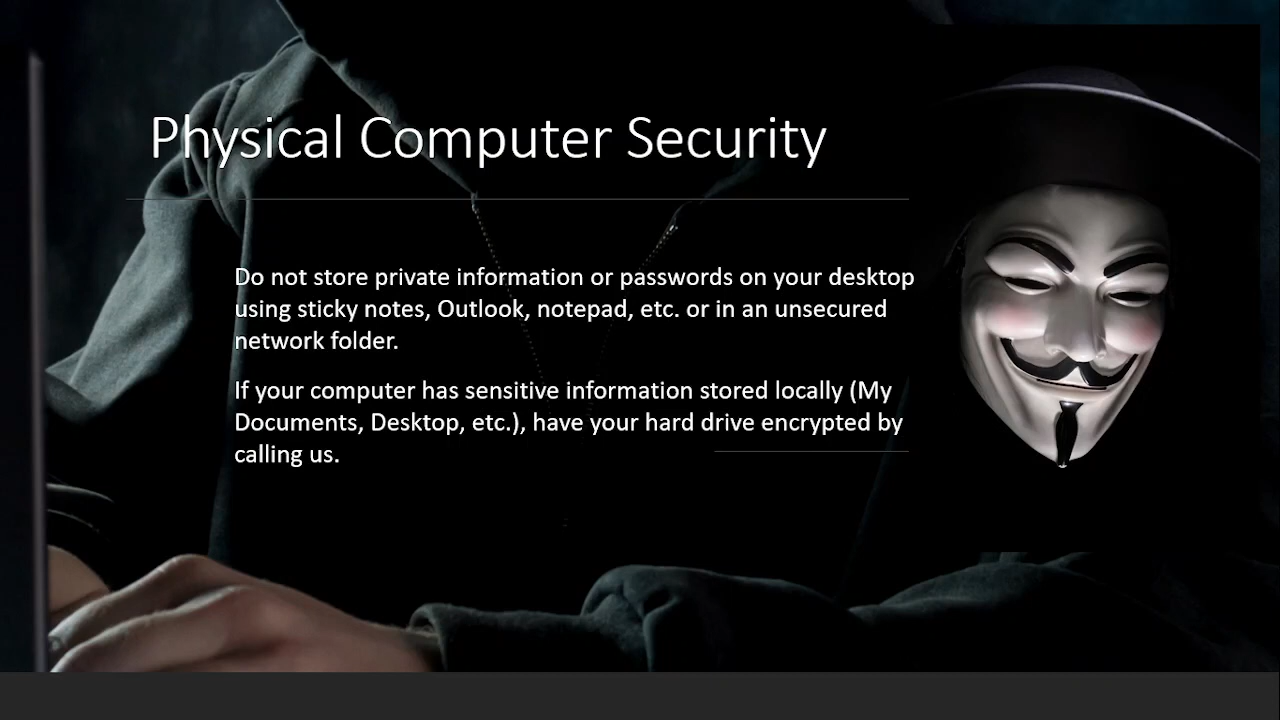 Physical Computer Security
Do not store private information or passwords on your desktop
using sticky notes, Outlook, notepad, etc. or in an unsecured
network folder.
If your computer has sensitive information stored locally (My
Documents, Desktop, etc.), have your hard drive encrypted by
calling us.